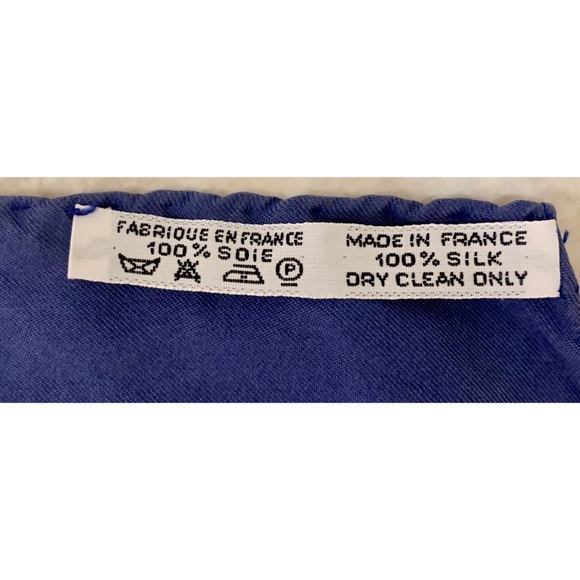 FABRIQUE EN FRANCE
100% SOIE
P
MADE IN FRANCE
100% SILK
DRY CLEAN ONLY